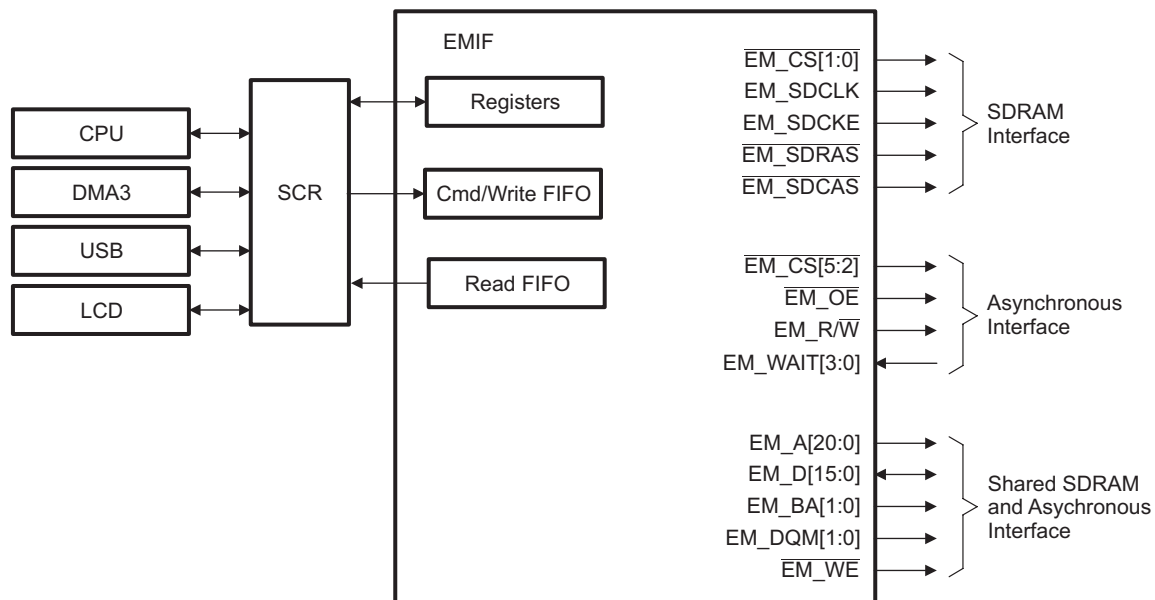 EMIF
EM_CS[1:0]
EM_SDCLK
EM_SDCKE
EM_SDRAS
EM_SDCAS
SDRAM
Interface
Registers
Cmd/Write FIFO
Read FIFO
SCR
CPU
DMA3
USB
LCD
EM_CS[5:2]
EM_OE
EM_R/W
EM_WAIT[3:0]
Asynchronous
Interface
EM_A[20:0]
EM_D[15:0]
EM_BA[1:0]
EM_DQM[1:0]
EM_WE
Shared SDRAM
and Asychronous
Interface